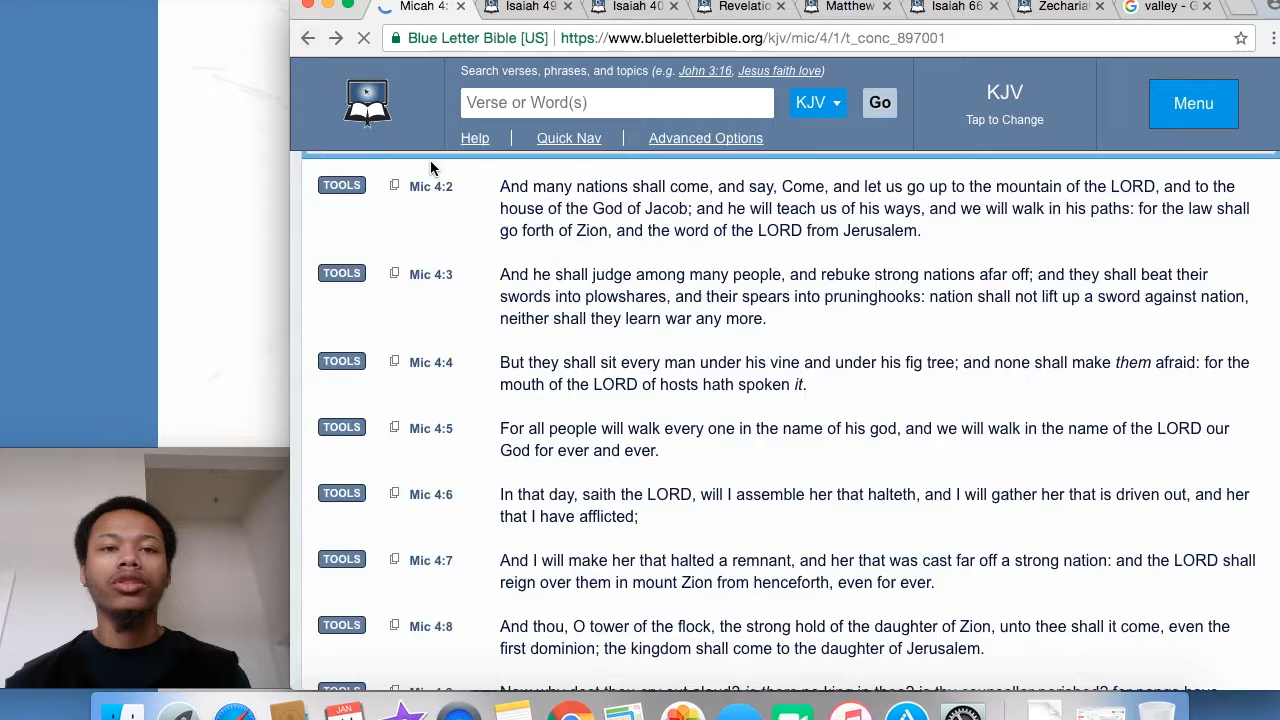 Micah 4:
Isaiah 49
Isaiah 40
Revelatio
Matthew
Isaiah 66
Zecharia
valley - G
Blue Letter Bible [US] https://www.blueletterbible.org/kjv/mic/4/1/t_conc_897001
Search verses, phrases, and topics (e.g. John 3:16, Jesus faith love)
Verse or Word(s) KJV Go
Help Quick Nav Advanced Options
KJV
Tap to Change
Menu
TOOLS Mic 4:2 And many nations shall come, and say, Come, and let us go up to the mountain of the LORD, and to the
house of the God of Jacob; and he will teach us of his ways, and we will walk in his paths: for the law shall
go forth of Zion, and the word of the LORD from Jerusalem.
TOOLS Mic 4:3 And he shall judge among many people, and rebuke strong nations afar off; and they shall beat their
swords into plowshares, and their spears into pruninghooks: nation shall not lift up a sword against nation,
neither shall they learn war any more.
TOOLS Mic 4:4 But they shall sit every man under his vine and under his fig tree; and none shall make them afraid: for the
mouth of the LORD of hosts hath spoken it.
TOOLS Mic 4:5 For all people will walk every one in the name of his god, and we will walk in the name of the LORD our
God for ever and ever.
TOOLS Mic 4:6 In that day, saith the LORD, will I assemble her that halteth, and I will gather her that is driven out, and her
that I have afflicted;
TOOLS Mic 4:7 And I will make her that halted a remnant, and her that was cast far off a strong nation: and the LORD shall
reign over them in mount Zion from henceforth, even for ever.
TOOLS Mic 4:8 And thou, O tower of the flock, the strong hold of the daughter of Zion, unto thee shall it come, even the
first dominion; the kingdom shall come to the daughter of Jerusalem.
JAN